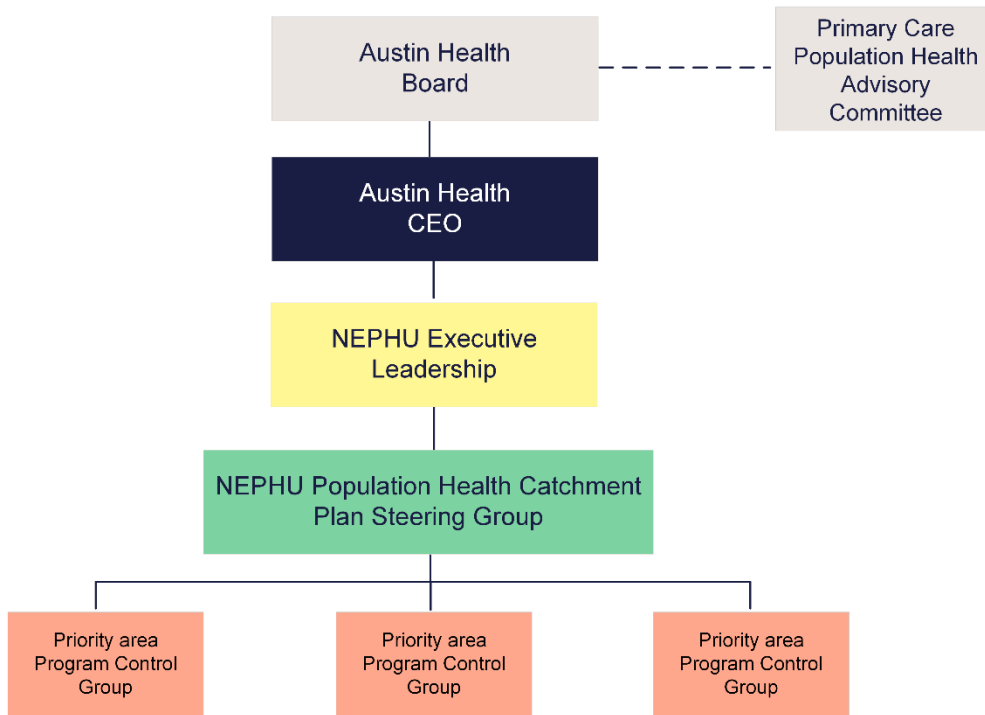 Austin Health
Board
Primary Care
Population Health
Advisory
Committee
Austin Health
CEO
NEPHU Executive
Leadership
NEPHU Population Health Catchment
Plan Steering Group
Priority area
Program Control
Group
Priority area
Program Control
Group
Priority area
Program Control
Group